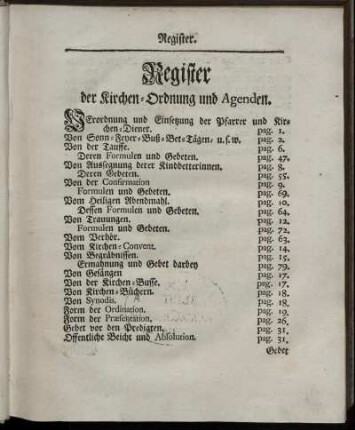 Register.
Register
der Kirchen-Ordnung und Agenden.
Verordnung und Einsetzung der Pfarrer und Kir-
chen-Diener. pag. 1.
Von Sonn-Feyer-Buß-Bet-Tägen, u. s. w. pag. 2.
Von der Tauffe. pag. 6.
Deren Formulen und Gebeten. pag. 47.
Von Aussegnung derer Kindbetterinnen. pag. 8.
Deren Gebeten. pag. 55.
Von der Confirmation pag. 9.
Formulen und Gebeten. pag. 69.
Vom Heiligen Abendmahl. pag. 10.
Dessen Formulen und Gebeten. pag. 64.
Von Trauungen. pag. 12.
Formulen und Gebeten. pag. 72.
Vom Verhör. pag. 63.
Vom Kirchen-Convent. pag. 14.
Von Begräbnissen. pag. 15.
Ermahnung und Gebet darbey pag. 79.
Von Gesängen pag. 17.
Von der Kirchen-Busse. pag. 17.
Von Kirchen-Büchern. pag. 18.
Von Synodis. pag. 18.
Form der Ordination. pag. 19.
Form der Præsentation. pag. 26.
Gebet vor den Predigten. pag. 31.
Offentliche Beicht und Absolution. pag. 31.
Gebet